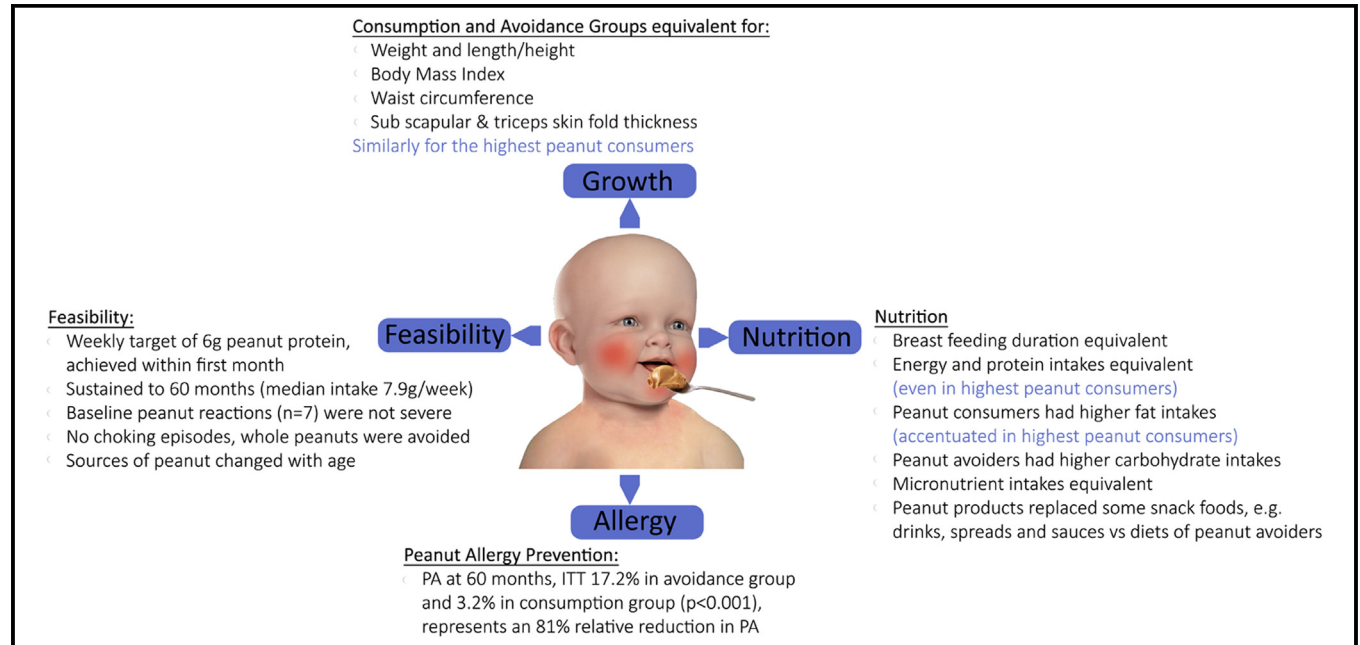 Consumption and Avoidance Groups equivalent for:
Weight and length/height
Body Mass Index
Waist circumference
Sub scapular & triceps skin fold thickness
Similarly for the highest peanut consumers
Growth
Feasibility:
Weekly target of 6g peanut protein,
achieved within first month
Sustained to 60 months (median intake 7.9g/week)
Baseline peanut reactions (n=7) were not severe
No choking episodes, whole peanuts were avoided
Sources of peanut changed with age
Feasibility
Nutrition
Nutrition
Breast feeding duration equivalent
Energy and protein intakes equivalent
(even in highest peanut consumers)
Peanut consumers had higher fat intakes
(accentuated in highest peanut consumers)
Peanut avoiders had higher carbohydrate intakes
Micronutrient intakes equivalent
Peanut products replaced some snack foods, e.g.
drinks, spreads and sauces vs diets of peanut avoiders
Allergy
Peanut Allergy Prevention:
PA at 60 months, ITT 17.2% in avoidance group
and 3.2% in consumption group (p<0.001),
represents an 81% relative reduction in PA